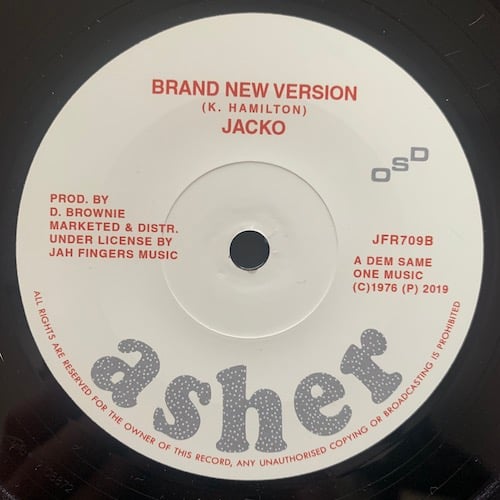 BRAND NEW VERSION
(K. HAMILTON)
JACKO
OSD
PROD. BY
D. BROWNIE
MARKETED & DISTR.
UNDER LICENSE BY
JAH FINGERS MUSIC
JFR709B
A DEM SAME
ONE MUSIC
(C)1976 (P) 2019
asher
ALL RIGHTS ARE RESERVED FOR THE OWNER OF THIS RECORD, ANY UNAUTHORISED COPYING OR BROADCASTING IS PROHIBITED